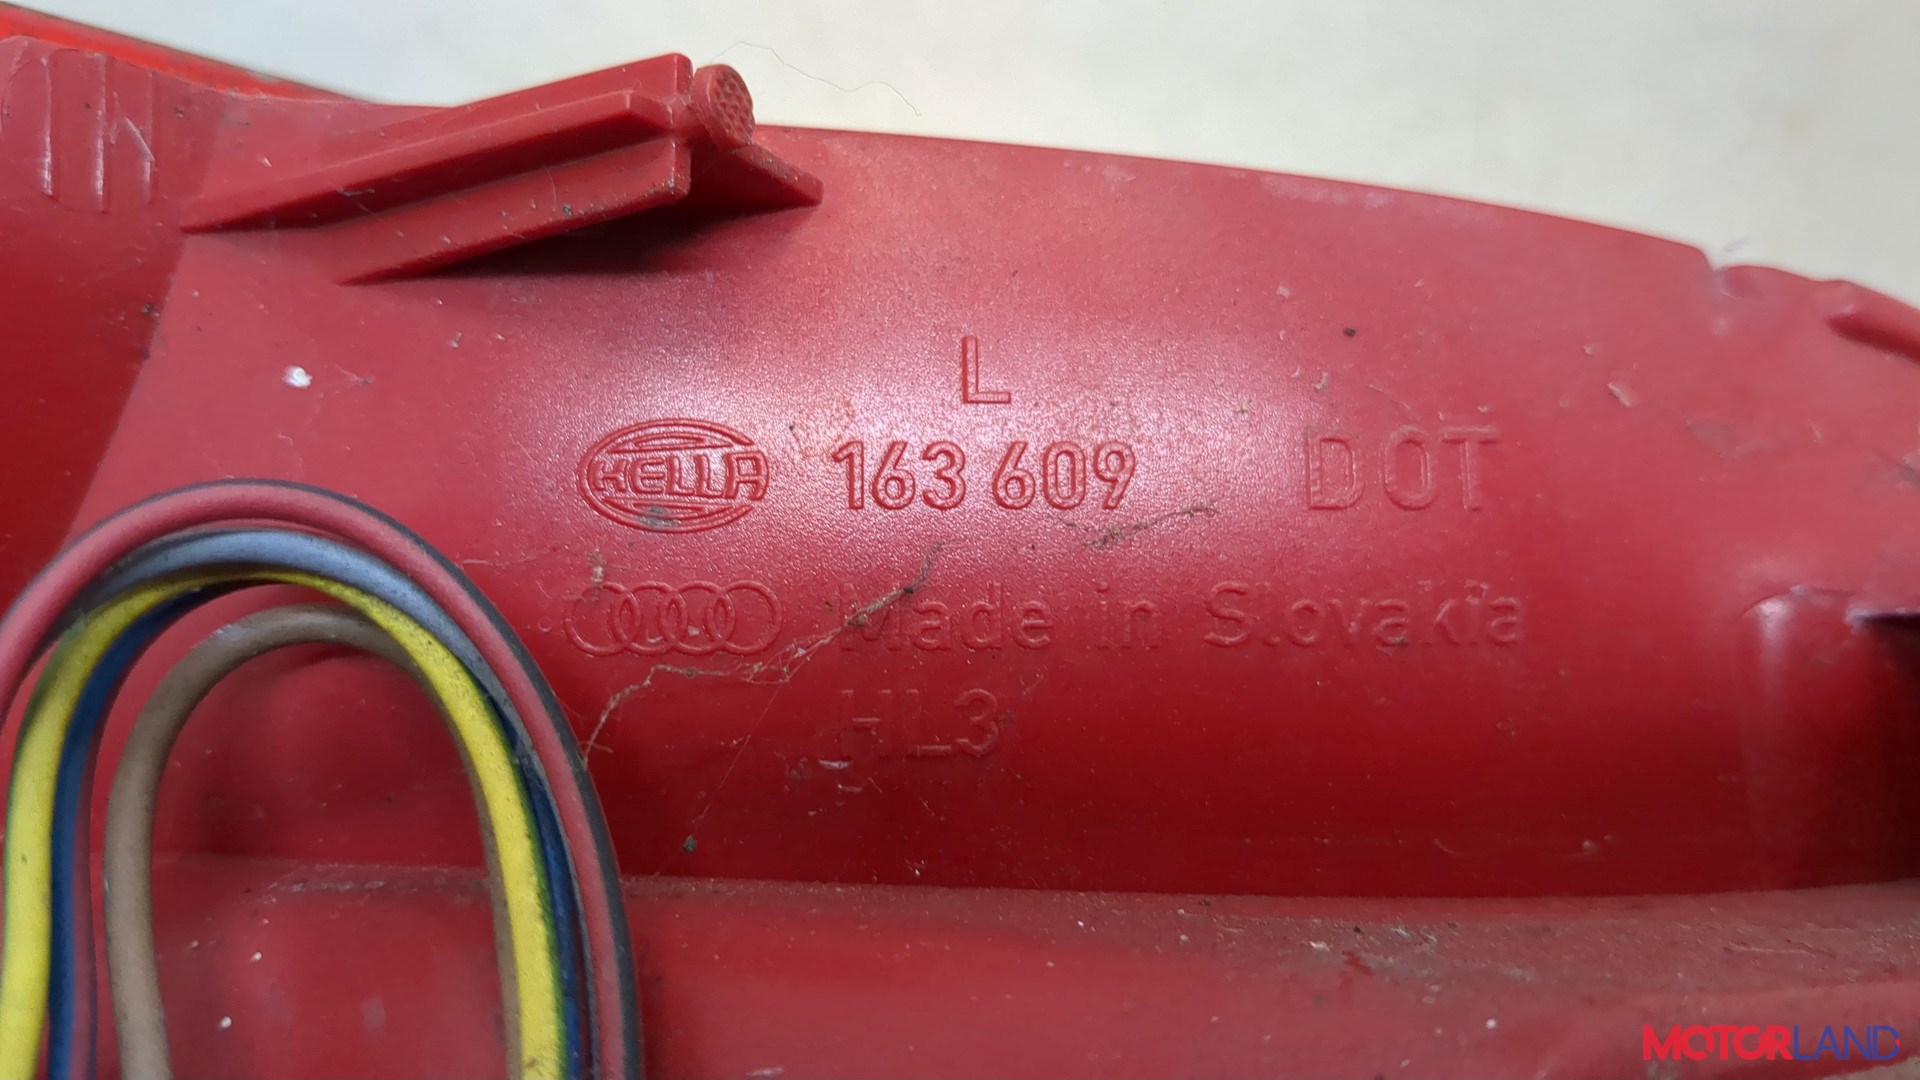 L
HELLA 163 609 DOT
Made in Slovakia
HL3
MOTORLAND